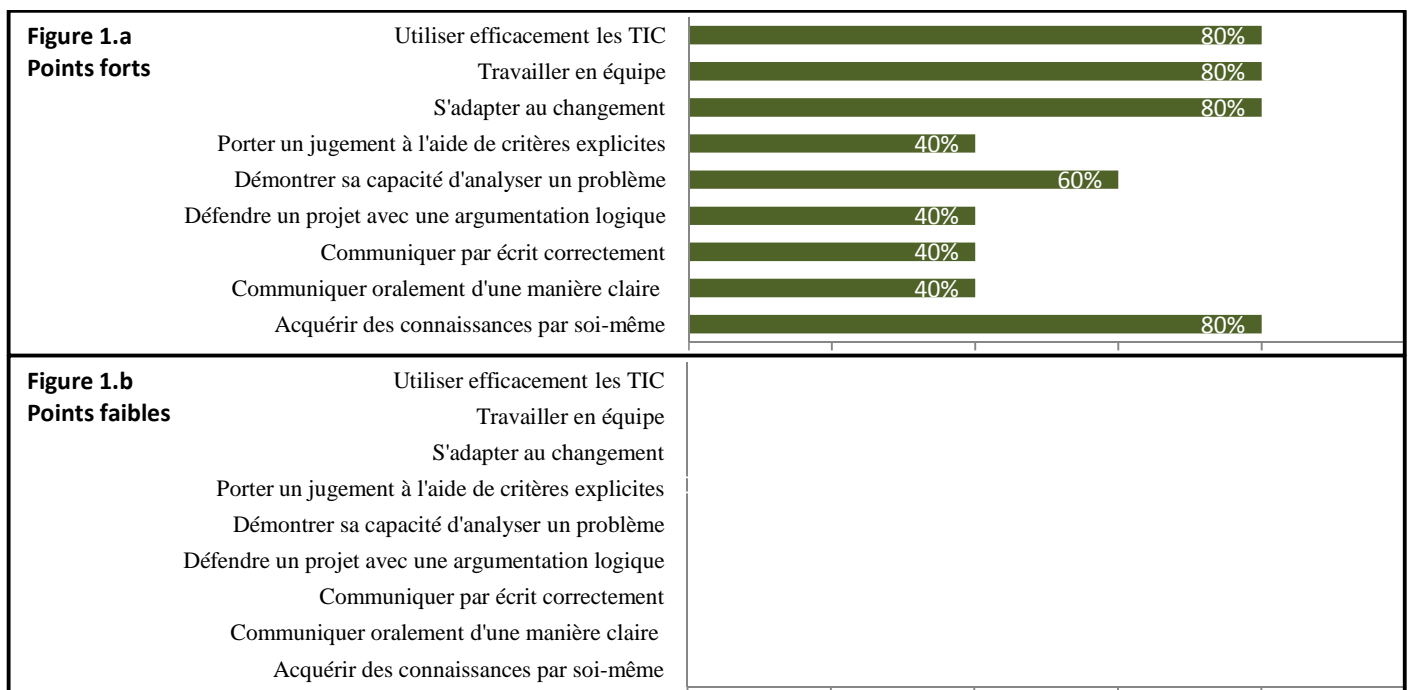 Figure 1.a
Points forts
Utiliser efficacement les TIC 80%
Travailler en équipe 80%
S'adapter au changement 80%
Porter un jugement à l'aide de critères explicites 40%
Démontrer sa capacité d'analyser un problème 60%
Défendre un projet avec une argumentation logique 40%
Communiquer par écrit correctement 40%
Communiquer oralement d'une manière claire 40%
Acquérir des connaissances par soi-même 80%
Figure 1.b
Points faibles
Utiliser efficacement les TIC
Travailler en équipe
S'adapter au changement
Porter un jugement à l'aide de critères explicites
Démontrer sa capacité d'analyser un problème
Défendre un projet avec une argumentation logique
Communiquer par écrit correctement
Communiquer oralement d'une manière claire
Acquérir des connaissances par soi-même